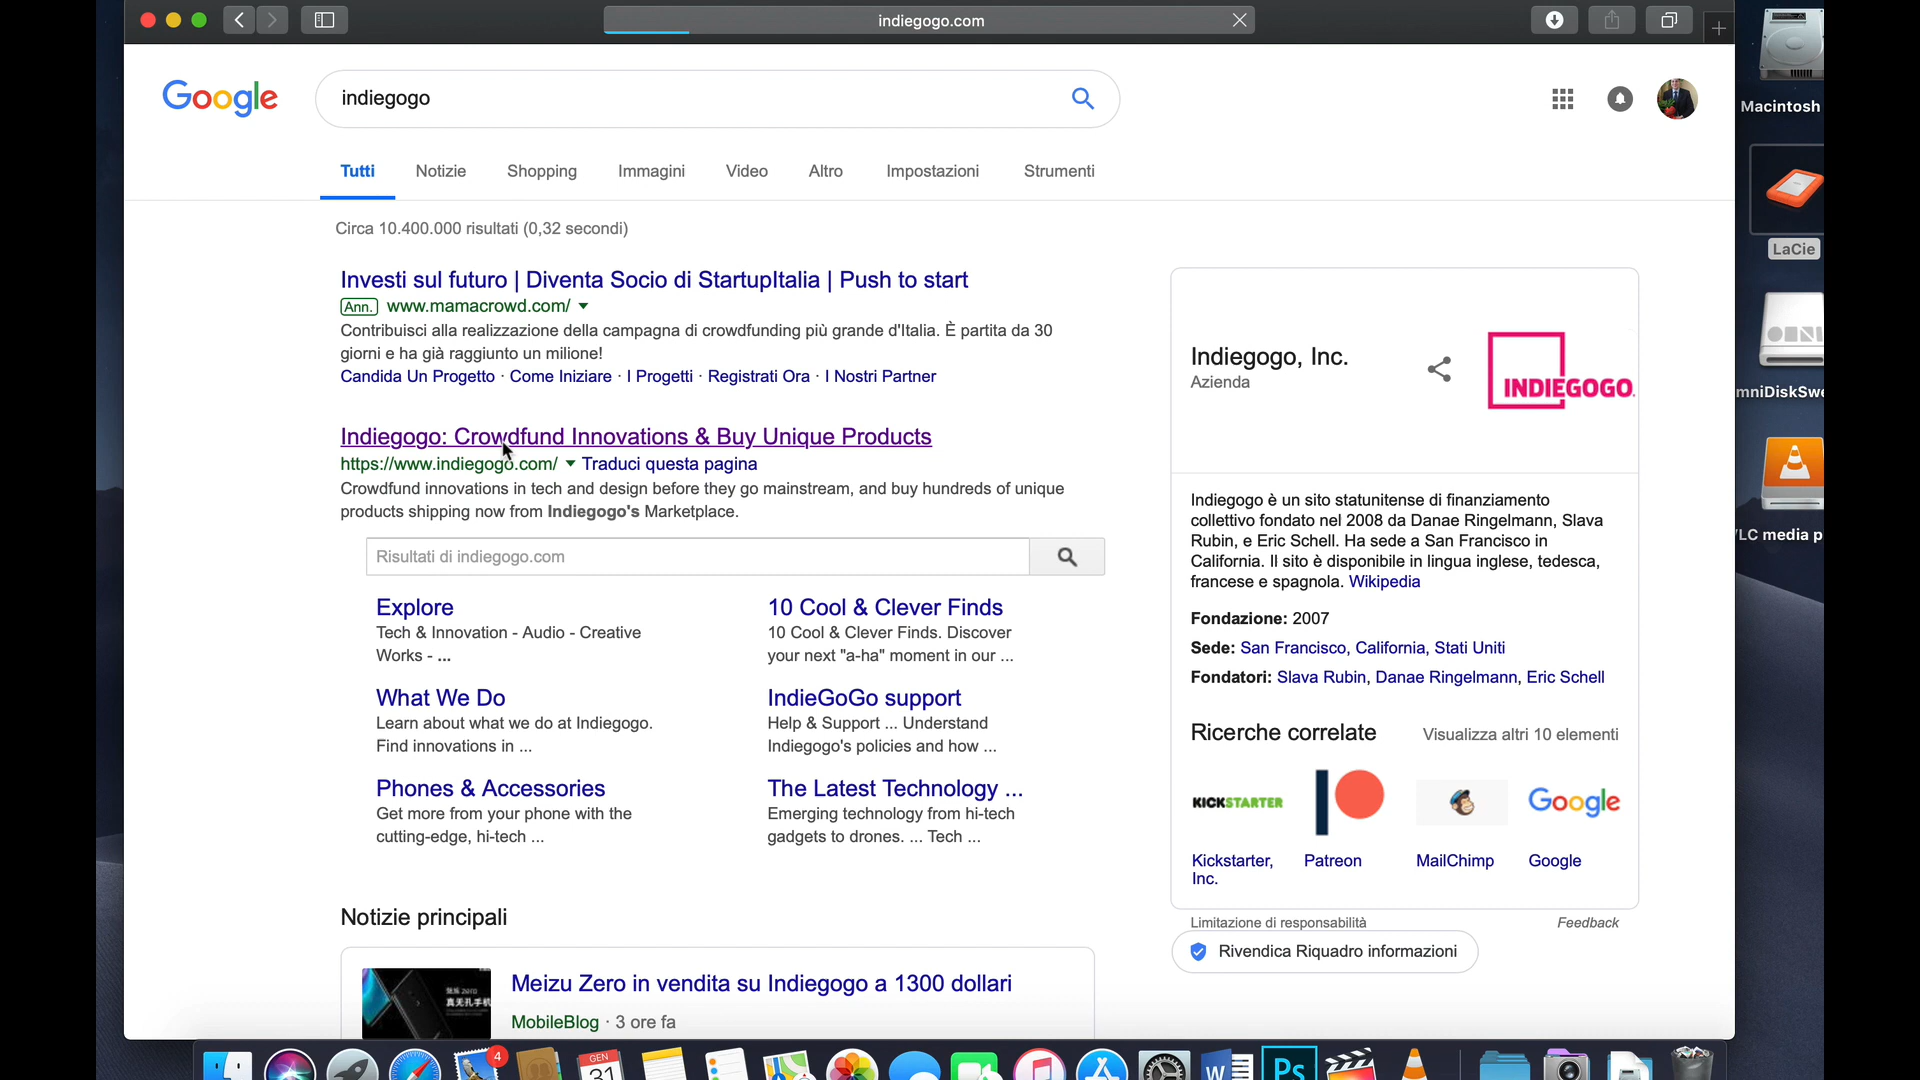 indiegogo.com
Google
indiegogo
Tutti Notizie Shopping Immagini Video Altro Impostazioni Strumenti
Circa 10.400.000 risultati (0,32 secondi)
Investi sul futuro | Diventa Socio di StartupItalia | Push to start
Ann. www.mamacrowd.com/
Contribuisci alla realizzazione della campagna di crowdfunding più grande d'Italia. È partita da 30
giorni e ha già raggiunto un milione!
Candida Un Progetto · Come Iniziare · I Progetti · Registrati Ora · I Nostri Partner
Indiegogo: Crowdfund Innovations & Buy Unique Products
https://www.indiegogo.com/ Traduci questa pagina
Crowdfund innovations in tech and design before they go mainstream, and buy hundreds of unique
products shipping now from Indiegogo's Marketplace.
Risultati di indiegogo.com
Explore
Tech & Innovation - Audio - Creative
Works - ...
10 Cool & Clever Finds
10 Cool & Clever Finds. Discover
your next "a-ha" moment in our ...
What We Do
Learn about what we do at Indiegogo.
Find innovations in ...
IndieGoGo support
Help & Support ... Understand
Indiegogo's policies and how ...
Phones & Accessories
Get more from your phone with the
cutting-edge, hi-tech ...
The Latest Technology ...
Emerging technology from hi-tech
gadgets to drones. ... Tech ...
Notizie principali
Meizu Zero in vendita su Indiegogo a 1300 dollari
MobileBlog · 3 ore fa
Indiegogo, Inc.
Azienda
INDIEGOGO.
Indiegogo è un sito statunitense di finanziamento
collettivo fondato nel 2008 da Danae Ringelmann, Slava
Rubin, e Eric Schell. Ha sede a San Francisco in
California. Il sito è disponibile in lingua inglese, tedesca,
francese e spagnola. Wikipedia
Fondazione: 2007
Sede: San Francisco, California, Stati Uniti
Fondatori: Slava Rubin, Danae Ringelmann, Eric Schell
Ricerche correlate Visualizza altri 10 elementi
KICKSTARTER Google
Kickstarter, Patreon MailChimp Google
Inc.
Limitazione di responsabilità Feedback
Rivendica Riquadro informazioni
Macintosh
LaCie
OMNI
mniDiskSwe
VLC media p
4
GEN
31
W
Ps